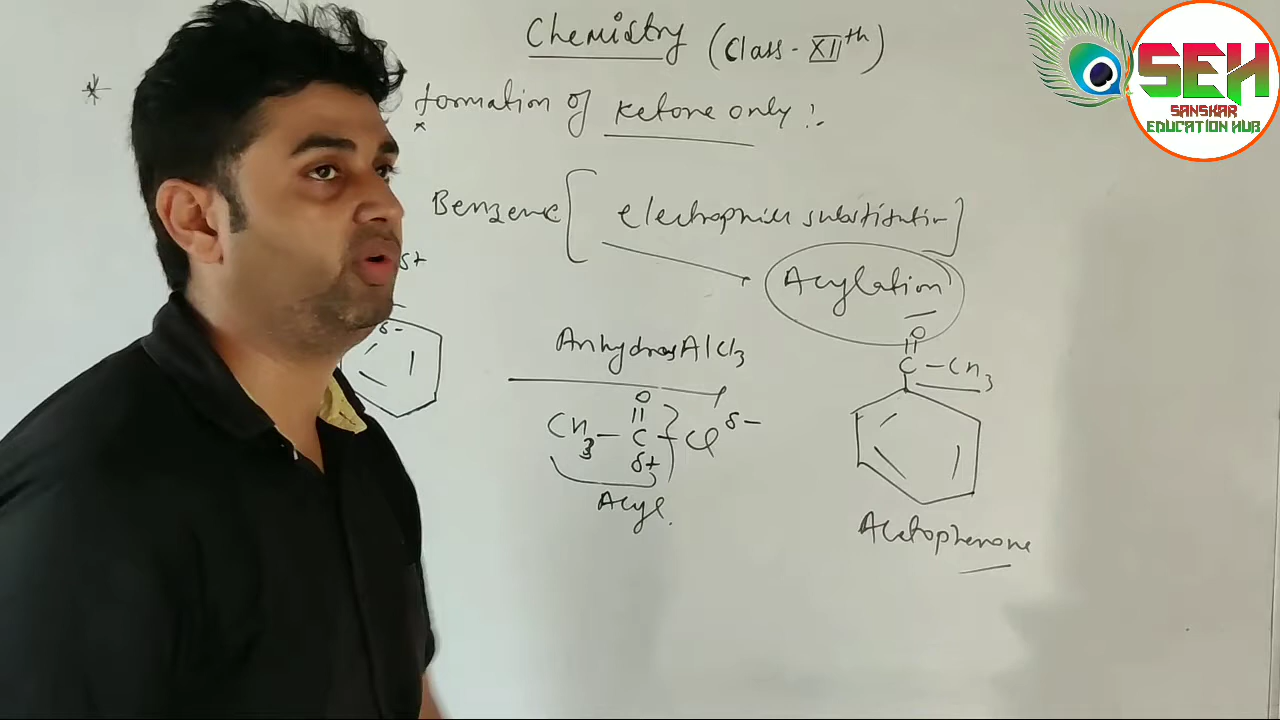 Chemistry (Class - XIIth)
* formation of ketone only :-
Benzene [ electrophilic substitution ]
Acylation
δ+
δ-
Anhydrous AlCl3
O
CH3 - C - Cl δ-
δ+
Acyl.
O
C - CH3
Acetophenone
SEH
SANSKAR
EDUCATION HUB